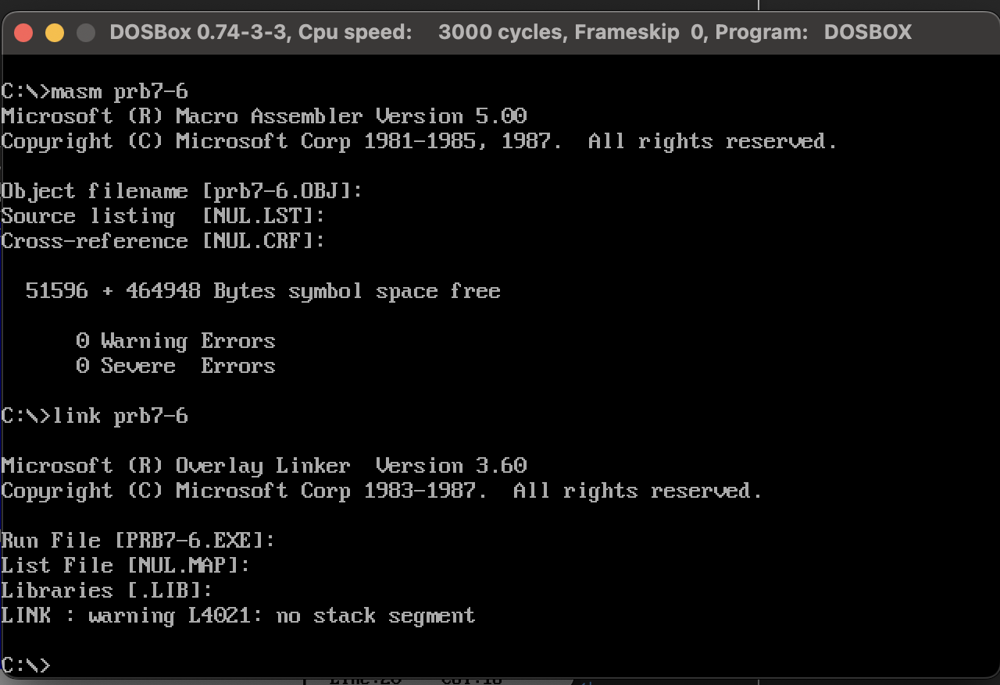 DOSBox 0.74-3-3, Cpu speed: 3000 cycles, Frameskip 0, Program: DOSBOX
C:\>masm prb7-6
Microsoft (R) Macro Assembler Version 5.00
Copyright (C) Microsoft Corp 1981-1985, 1987.  All rights reserved.
Object filename [prb7-6.OBJ]:
Source listing  [NUL.LST]:
Cross-reference [NUL.CRF]:
51596 + 464948 Bytes symbol space free
0 Warning Errors
0 Severe  Errors
C:\>link prb7-6
Microsoft (R) Overlay Linker  Version 3.60
Copyright (C) Microsoft Corp 1983-1987.  All rights reserved.
Run File [PRB7-6.EXE]:
List File [NUL.MAP]:
Libraries [.LIB]:
LINK : warning L4021: no stack segment
C:\>